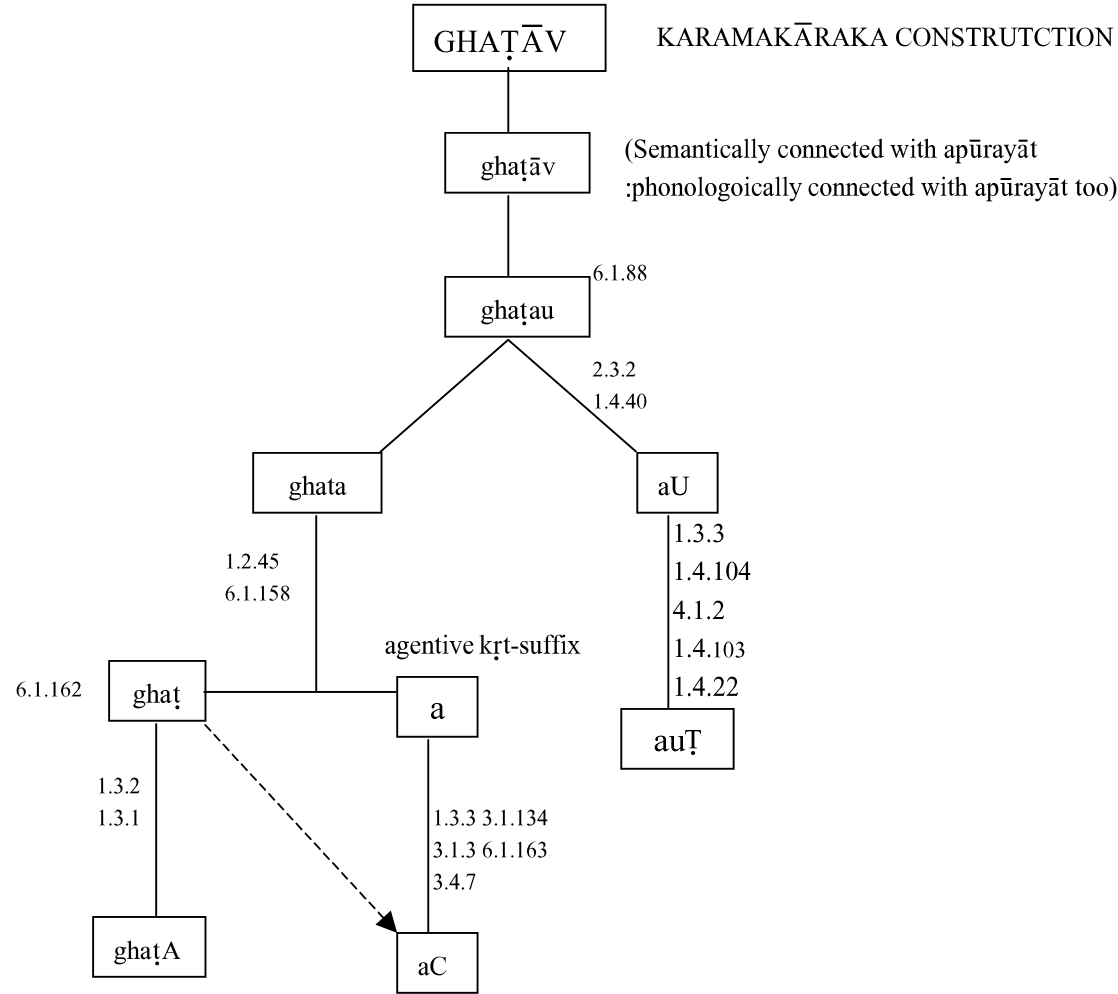 GHAṬĀV
KARAMAKĀRAKA CONSTRUTCTION
ghaṭāv
(Semantically connected with apūrayāt
:phonologoically connected with apūrayāt too)
6.1.88
ghaṭau
2.3.2
1.4.40
ghata
aU
1.3.3
1.4.104
4.1.2
1.4.103
1.4.22
1.2.45
6.1.158
agentive kṛt-suffix
6.1.162
ghaṭ
a
auṬ
1.3.2
1.3.1
1.3.3 3.1.134
3.1.3 6.1.163
3.4.7
ghaṭA
aC